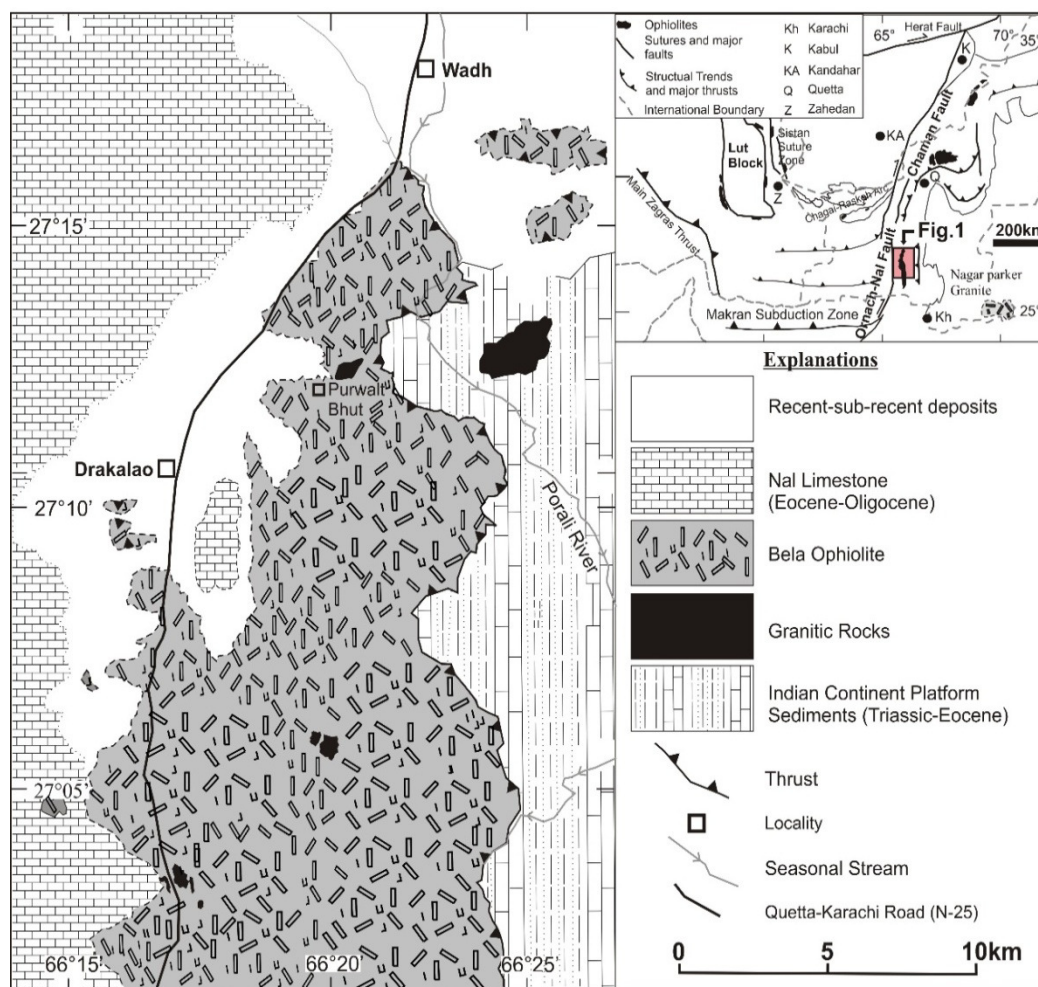 Wadh
27°15'
Purwalt
Bhut
Drakalao
27°10'
Porali River
27°05'
66°15'
66°20'
66°25'
Ophiolites
Sutures and major
faults
Structual Trends
and major thrusts
International Boundary
Kh Karachi
K Kabul
KA Kandahar
Q Quetta
Z Zahedan
65°
Herat Fault
70°
35°
K
Sistan
Suture
Zone
KA
Lut
Block
Chaman Fault
Q
Z
Chagai-Raskoh Arc
Main Zagras Thrust
Fig.1
200km
Ornach-Nal Fault
Nagar parker
Granite
Makran Subduction Zone
Kh
25°
Explanations
Recent-sub-recent deposits
Nal Limestone
(Eocene-Oligocene)
Bela Ophiolite
Granitic Rocks
Indian Continent Platform
Sediments (Triassic-Eocene)
Thrust
Locality
Seasonal Stream
Quetta-Karachi Road (N-25)
0 5 10km